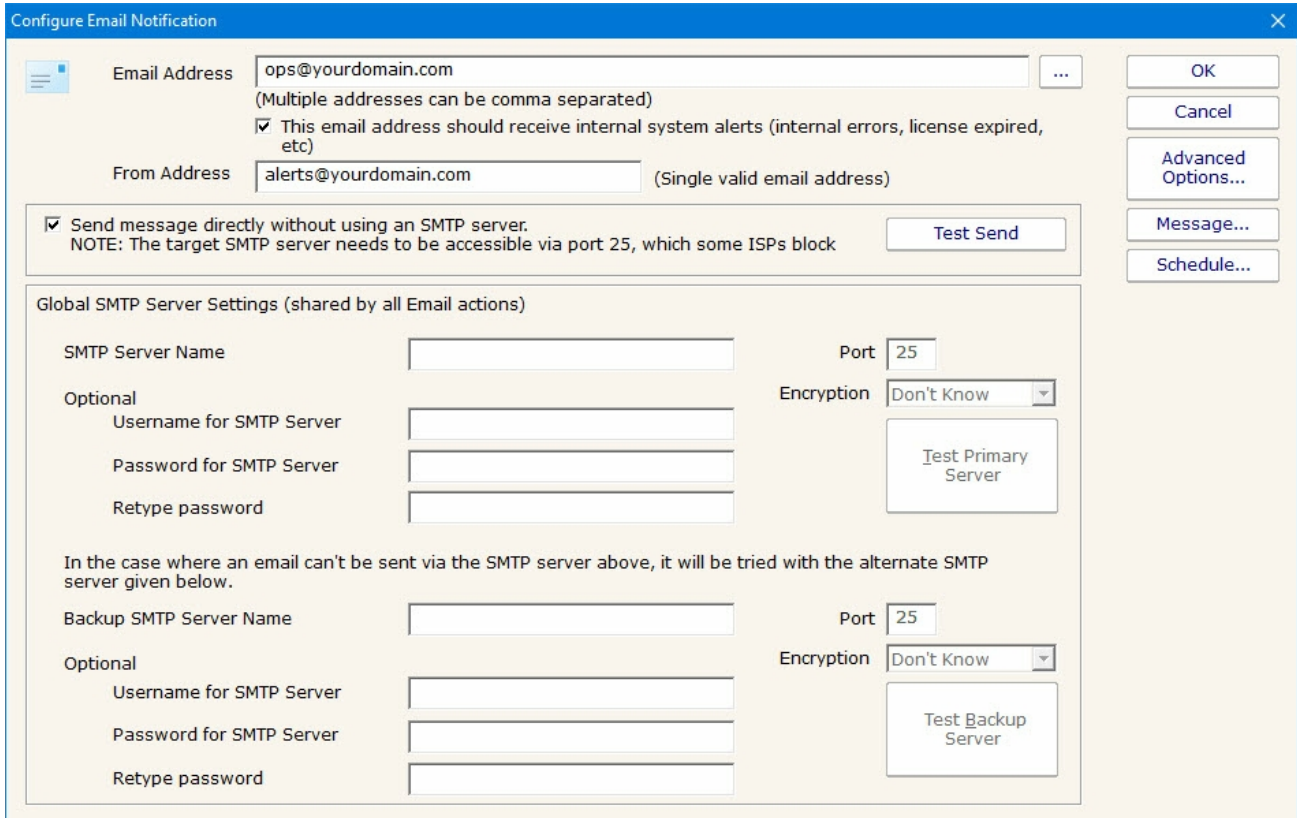 Configure Email Notification
Email Address
ops@yourdomain.com
...
OK
(Multiple addresses can be comma separated)
Cancel
This email address should receive internal system alerts (internal errors, license expired,
etc)
Advanced
Options...
From Address
alerts@yourdomain.com
(Single valid email address)
Message...
Send message directly without using an SMTP server.
NOTE: The target SMTP server needs to be accessible via port 25, which some ISPs block
Test Send
Schedule...
Global SMTP Server Settings (shared by all Email actions)
SMTP Server Name
Port
25
Optional
Encryption
Don't Know
Username for SMTP Server
Password for SMTP Server
Test Primary
Server
Retype password
In the case where an email can't be sent via the SMTP server above, it will be tried with the alternate SMTP
server given below.
Backup SMTP Server Name
Port
25
Optional
Encryption
Don't Know
Username for SMTP Server
Password for SMTP Server
Test Backup
Server
Retype password